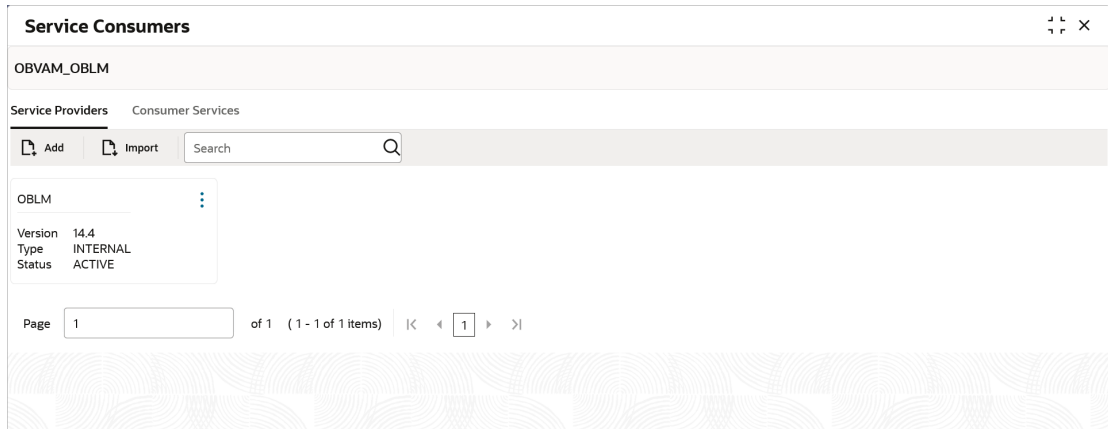 Service Consumers
OBVAM_OBLM
Service Providers Consumer Services
Add Import Search
OBLM
Version 14.4
Type INTERNAL
Status ACTIVE
Page 1 of 1 ( 1 - 1 of 1 items) 1